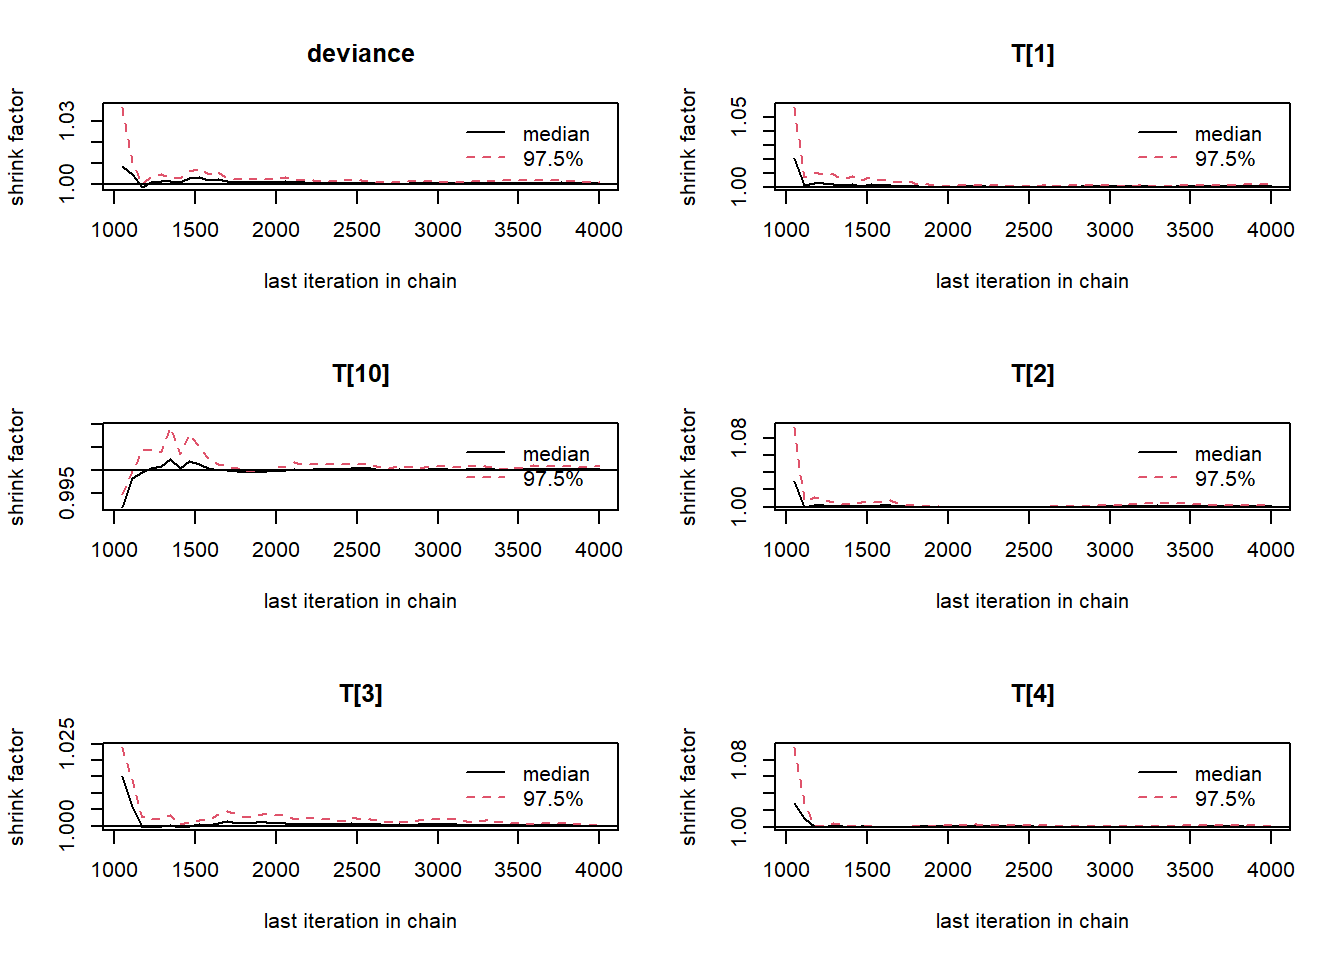 deviance
shrink factor
1.03
1.00
median
97.5%
1000 1500 2000 2500 3000 3500 4000
last iteration in chain
T[1]
shrink factor
1.05
1.00
median
97.5%
1000 1500 2000 2500 3000 3500 4000
last iteration in chain
T[10]
shrink factor
0.995
median
97.5%
1000 1500 2000 2500 3000 3500 4000
last iteration in chain
T[2]
shrink factor
1.08
1.00
median
97.5%
1000 1500 2000 2500 3000 3500 4000
last iteration in chain
T[3]
shrink factor
1.025
1.000
median
97.5%
1000 1500 2000 2500 3000 3500 4000
last iteration in chain
T[4]
shrink factor
1.08
1.00
median
97.5%
1000 1500 2000 2500 3000 3500 4000
last iteration in chain